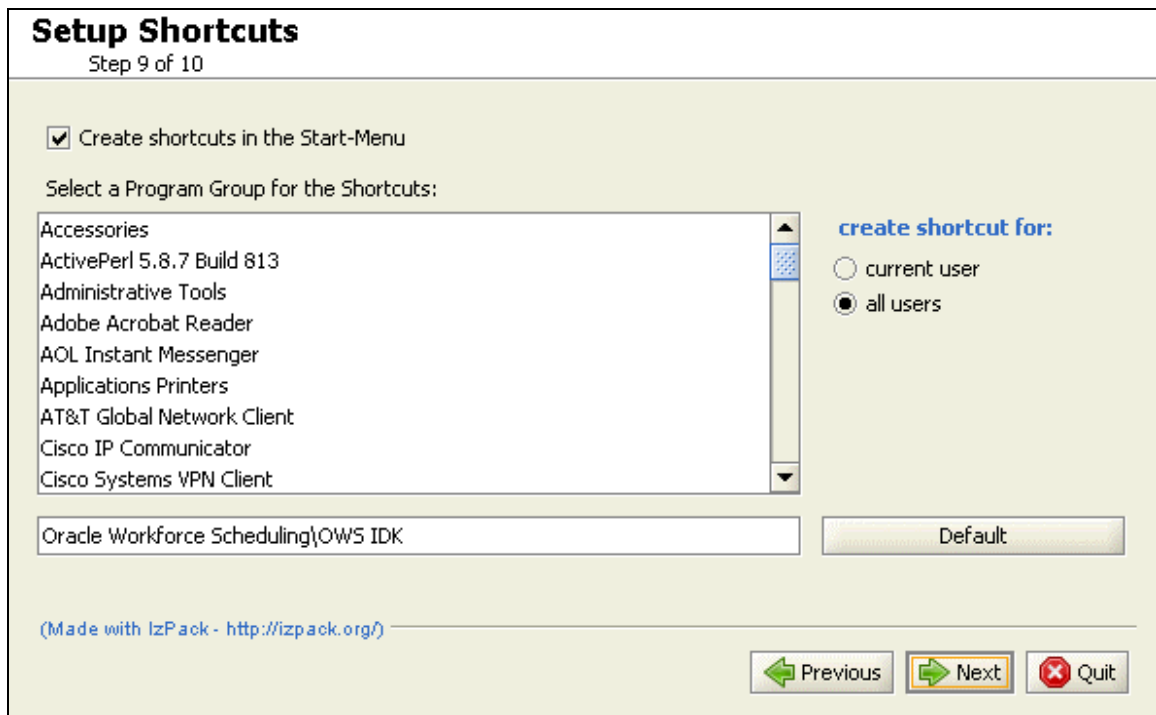 Setup Shortcuts
Step 9 of 10
Create shortcuts in the Start-Menu
Select a Program Group for the Shortcuts:
Accessories
ActivePerl 5.8.7 Build 813
Administrative Tools
Adobe Acrobat Reader
AOL Instant Messenger
Applications Printers
AT&T Global Network Client
Cisco IP Communicator
Cisco Systems VPN Client
create shortcut for:
current user
all users
Oracle Workforce Scheduling\OWS IDK
Default
(Made with IzPack - http://izpack.org/)
Previous
Next
Quit